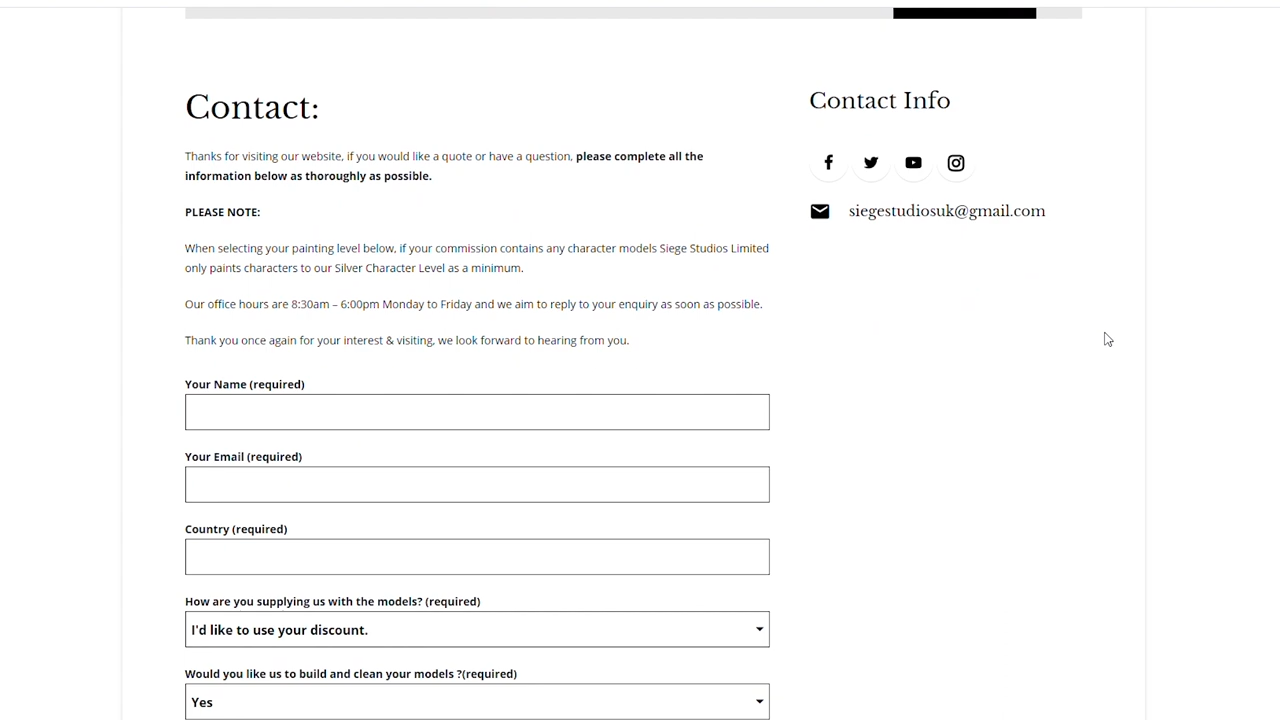 Contact:
Thanks for visiting our website, if you would like a quote or have a question, please complete all the
information below as thoroughly as possible.
PLEASE NOTE:
When selecting your painting level below, if your commission contains any character models Siege Studios Limited
only paints characters to our Silver Character Level as a minimum.
Our office hours are 8:30am – 6:00pm Monday to Friday and we aim to reply to your enquiry as soon as possible.
Thank you once again for your interest & visiting, we look forward to hearing from you.
Your Name (required)
Your Email (required)
Country (required)
How are you supplying us with the models? (required)
I'd like to use your discount.
Would you like us to build and clean your models ?(required)
Yes
Contact Info
siegestudiosuk@gmail.com